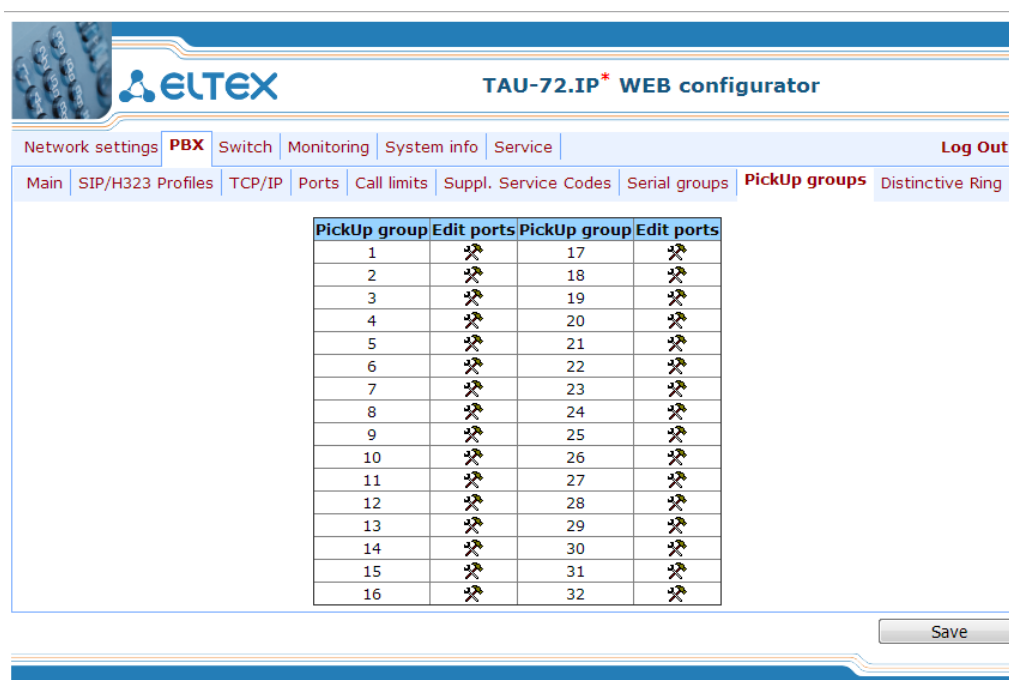 ELTEX
TAU-72.IP* WEB configurator
Network settings PBX Switch Monitoring System info Service Log Out
Main SIP/H323 Profiles TCP/IP Ports Call limits Suppl. Service Codes Serial groups PickUp groups Distinctive Ring
PickUp group Edit ports PickUp group Edit ports
1 17
2 18
3 19
4 20
5 21
6 22
7 23
8 24
9 25
10 26
11 27
12 28
13 29
14 30
15 31
16 32
Save